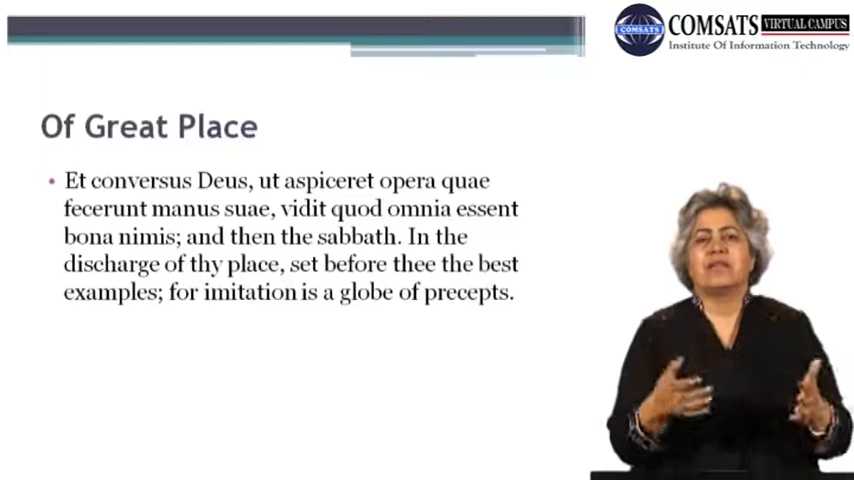 COMSATS VIRTUAL CAMPUS
COMSATS
Institute Of Information Technology
Of Great Place
• Et conversus Deus, ut aspiceret opera quae
fecerunt manus suae, vidit quod omnia essent
bona nimis; and then the sabbath. In the
discharge of thy place, set before thee the best
examples; for imitation is a globe of precepts.